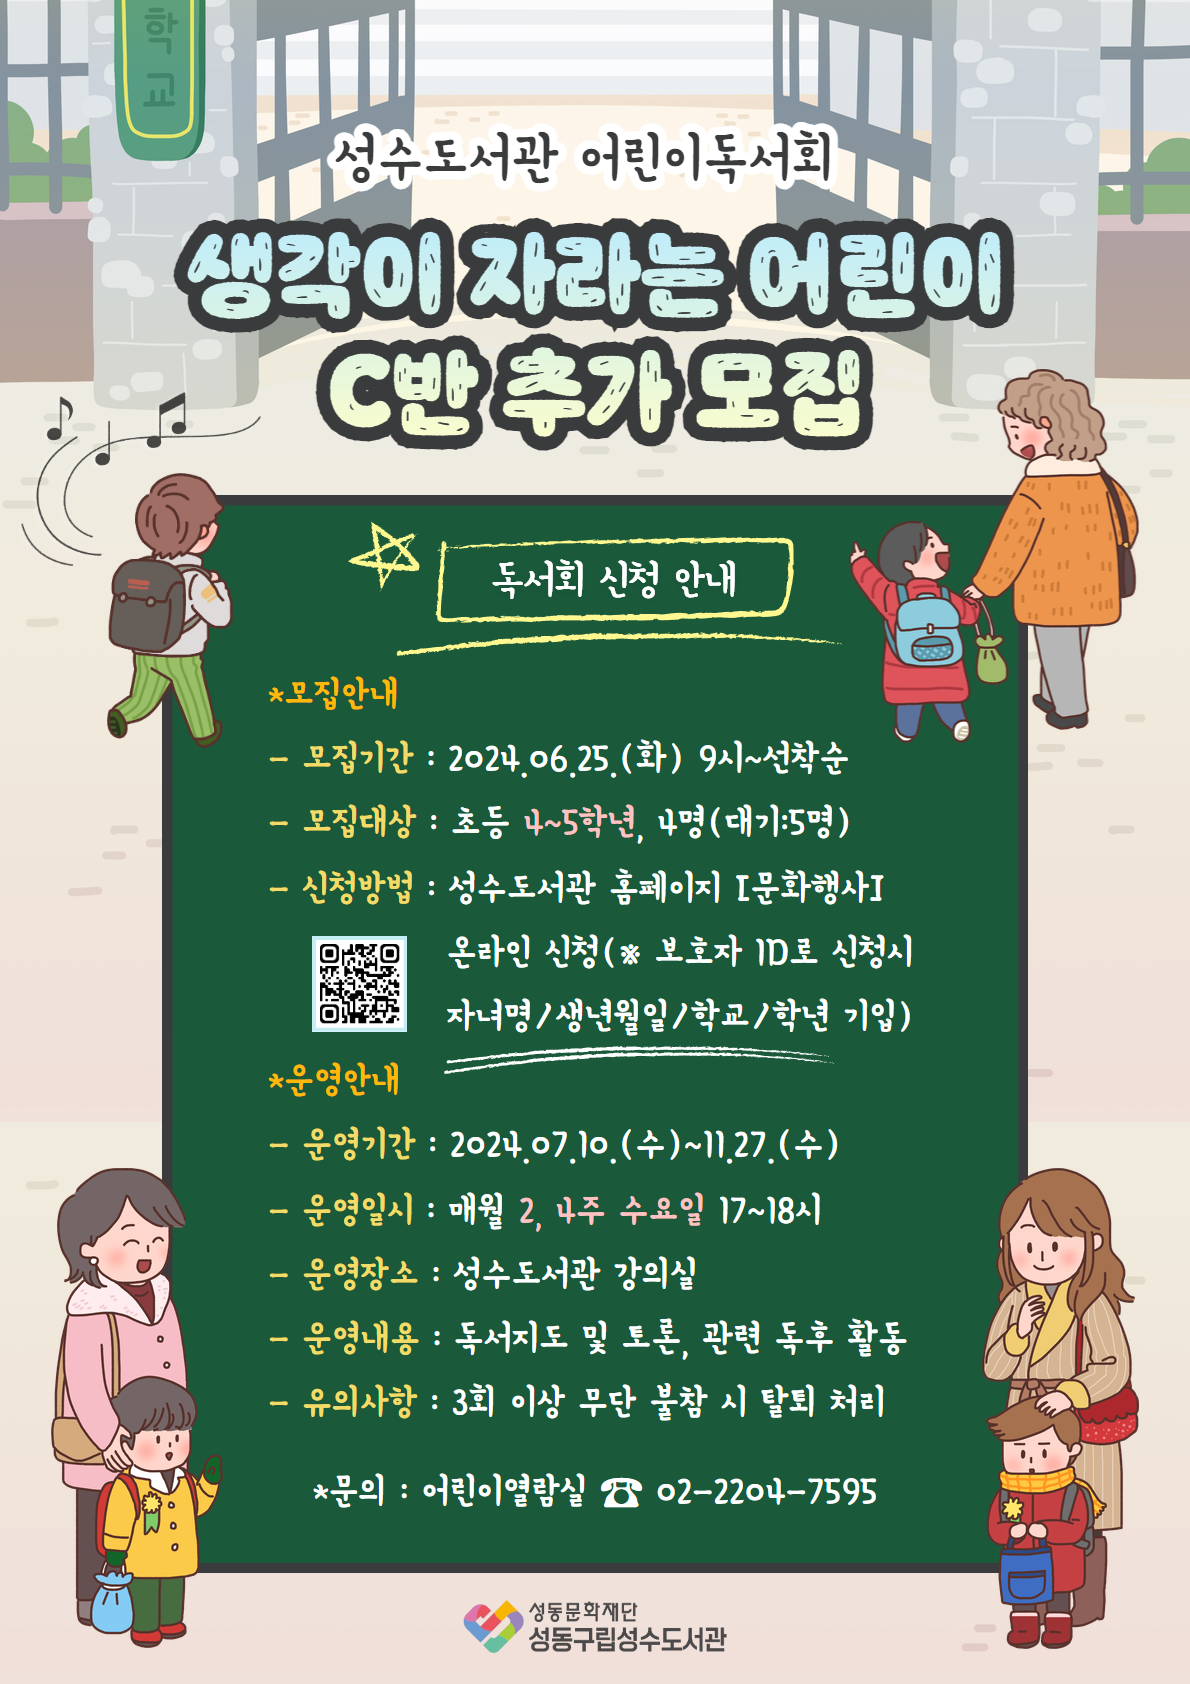 학교
성수도서관 어린이독서회
생각이 자라는 어린이
C반 추가 모집
독서회 신청 안내
*모집안내
- 모집기간 : 2024.06.25.(화) 9시~선착순
- 모집대상 : 초등 4~5학년, 4명(대기:5명)
- 신청방법 : 성수도서관 홈페이지 [문화행사]
온라인 신청(※ 보호자 ID로 신청시
자녀명/생년월일/학교/학년 기입)
*운영안내
- 운영기간 : 2024.07.10.(수)~11.27.(수)
- 운영일시 : 매월 2, 4주 수요일 17~18시
- 운영장소 : 성수도서관 강의실
- 운영내용 : 독서지도 및 토론, 관련 독후 활동
- 유의사항 : 3회 이상 무단 불참 시 탈퇴 처리
*문의 : 어린이열람실 ☎ 02-2204-7595
성동문화재단
성동구립성수도서관